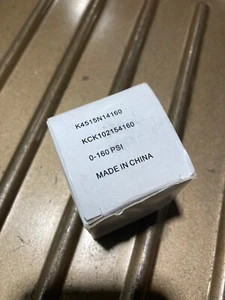 K4515N14160
KCK102154160
0-160 PSI
MADE IN CHINA